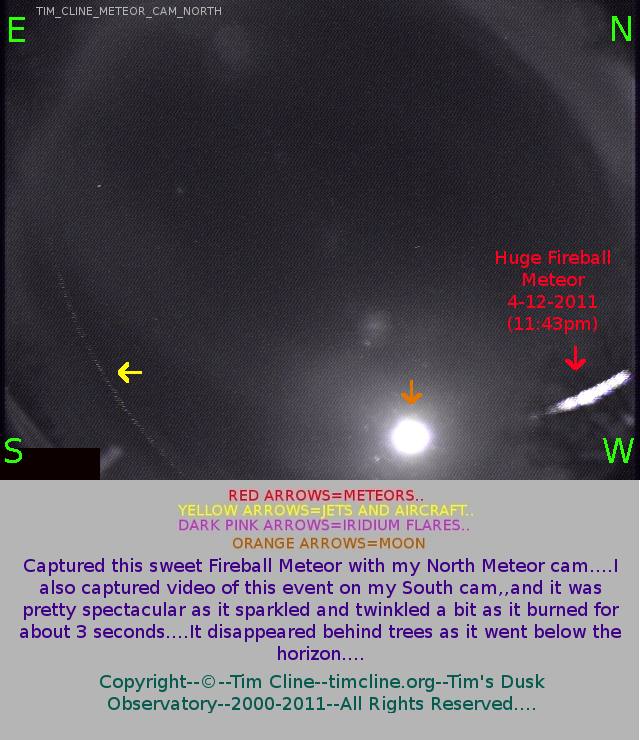 TIM_CLINE_METEOR_CAM_NORTH
E
N
Huge Fireball
Meteor
4-12-2011
(11:43pm)
S
W
RED ARROWS=METEORS..
YELLOW ARROWS=JETS AND AIRCRAFT..
DARK PINK ARROWS=IRIDIUM FLARES..
ORANGE ARROWS=MOON
Captured this sweet Fireball Meteor with my North Meteor cam....I
also captured video of this event on my South cam,,and it was
pretty spectacular as it sparkled and twinkled a bit as it burned for
about 3 seconds....It disappeared behind trees as it went below the
horizon....
Copyright--©--Tim Cline--timcline.org--Tim's Dusk
Observatory--2000-2011--All Rights Reserved....